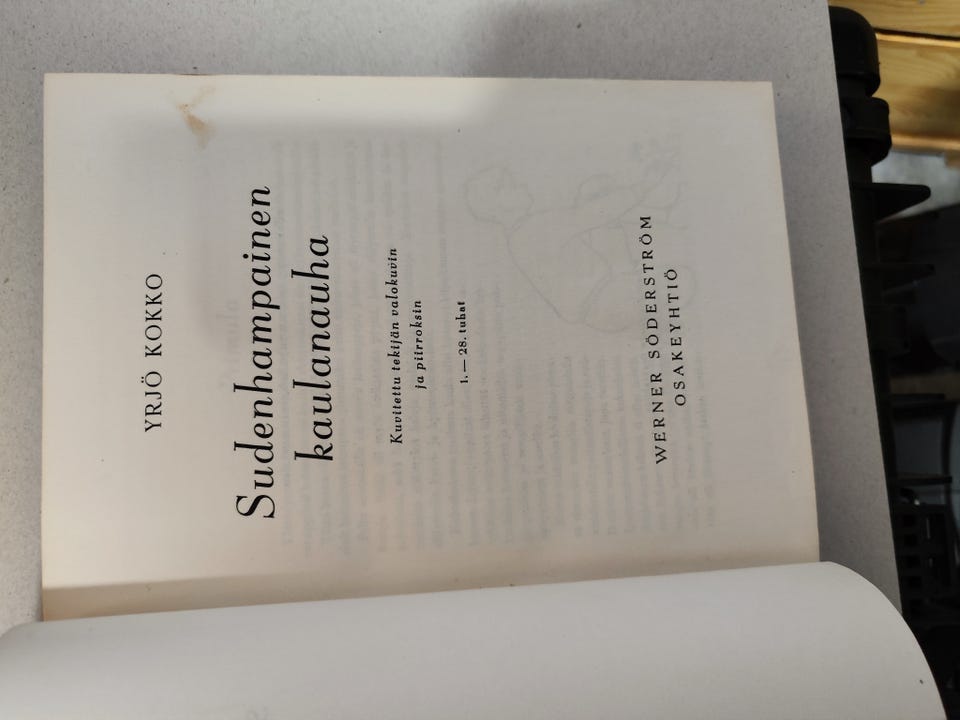 YRJÖ KOKKO
Sudenhampainen
kaulanauha
Kuvitettu tekijän valokuvin
ja piirroksin
1. — 28. tuhat
WERNER SÖDERSTRÖM
OSAKEYHTIÖ